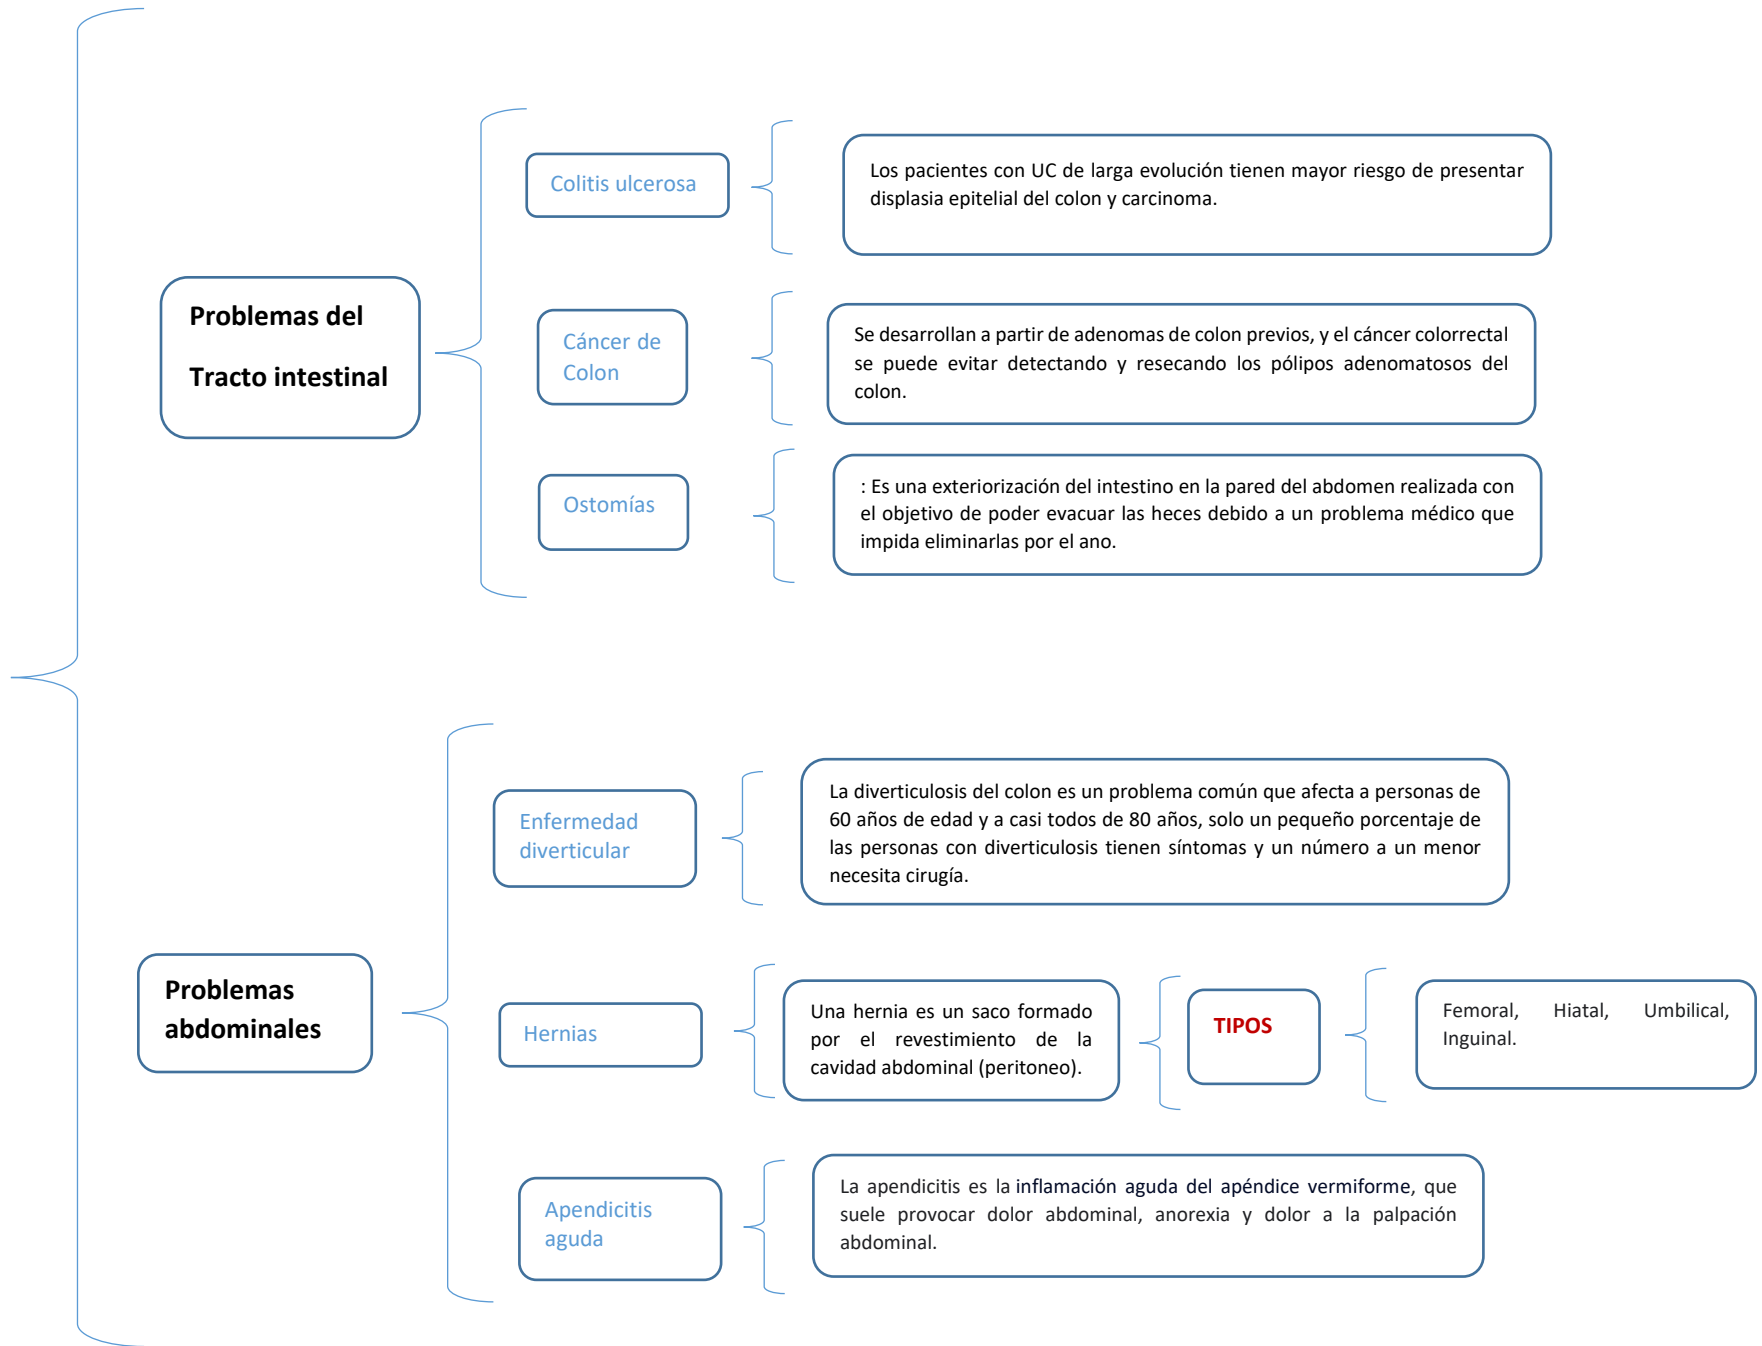 Problemas del
Tracto intestinal
Colitis ulcerosa
Los pacientes con UC de larga evolución tienen mayor riesgo de presentar
displasia epitelial del colon y carcinoma.
Cáncer de
Colon
Se desarrollan a partir de adenomas de colon previos, y el cáncer colorrectal
se puede evitar detectando y resecando los pólipos adenomatosos del
colon.
Ostomías
: Es una exteriorización del intestino en la pared del abdomen realizada con
el objetivo de poder evacuar las heces debido a un problema médico que
impida eliminarlas por el ano.
Problemas
abdominales
Enfermedad
diverticular
La diverticulosis del colon es un problema común que afecta a personas de
60 años de edad y a casi todos de 80 años, solo un pequeño porcentaje de
las personas con diverticulosis tienen síntomas y un número a un menor
necesita cirugía.
Hernias
Una hernia es un saco formado
por el revestimiento de la
cavidad abdominal (peritoneo).
TIPOS
Femoral, Hiatal, Umbilical,
Inguinal.
Apendicitis
aguda
La apendicitis es la inflamación aguda del apéndice vermiforme, que
suele provocar dolor abdominal, anorexia y dolor a la palpación
abdominal.